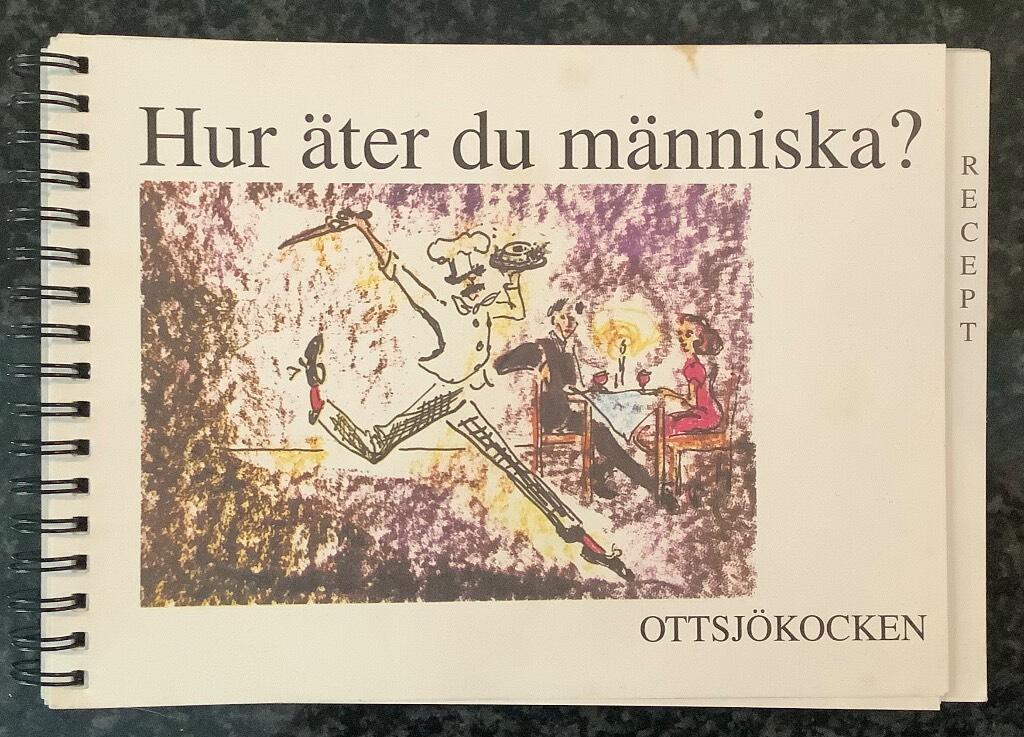 Hur äter du människa?
RECEPT
OTTSJÖKOCKEN